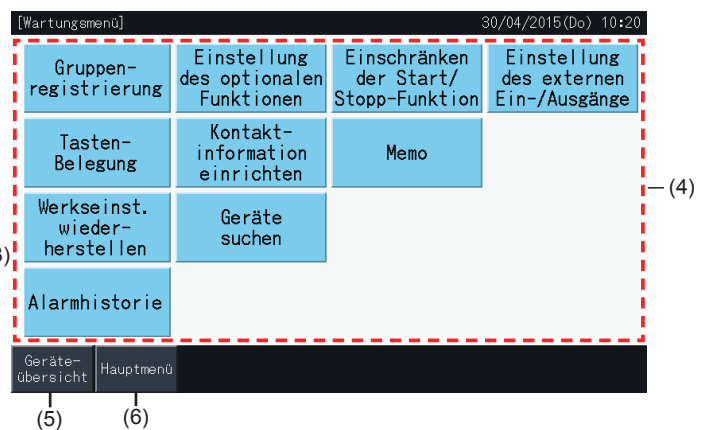 [Wartungsmenü] 30/04/2015(Do) 10:20
Gruppen-
registrierung
Einstellung
des optionalen
Funktionen
Einschränken
der Start/
Stopp-Funktion
Einstellung
des externen
Ein-/Ausgänge
Tasten-
Belegung
Kontakt-
information
einrichten
Memo
(4)
Werkseinst.
wieder-
herstellen
Geräte
suchen
Alarmhistorie
Geräte-
übersicht
Hauptmenü
(5) (6)